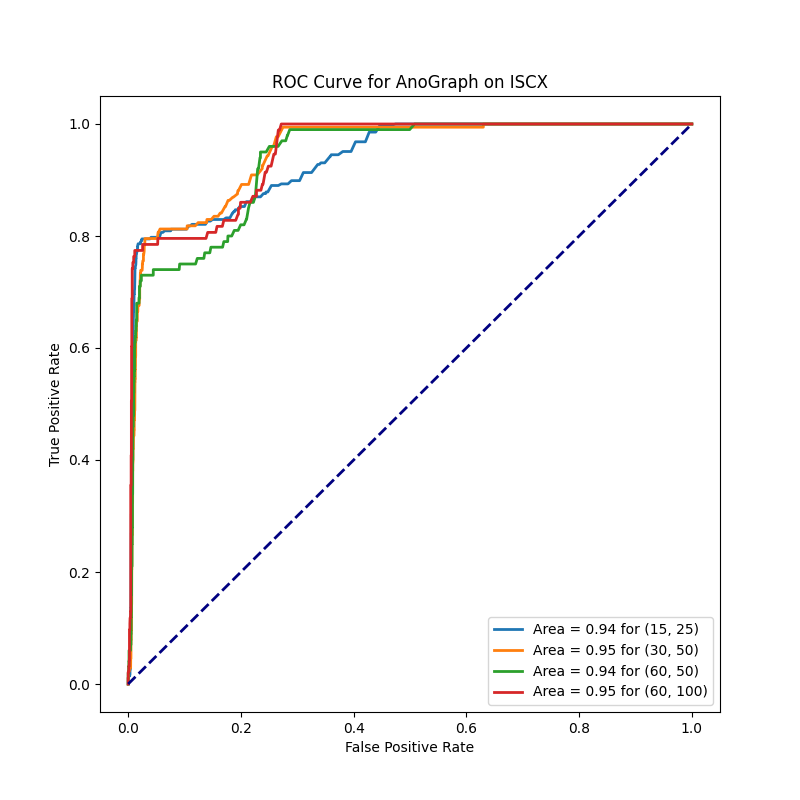 ROC Curve for AnoGraph on ISCX
True Positive Rate
1.0
0.8
0.6
0.4
0.2
0.0
0.0 0.2 0.4 0.6 0.8 1.0
False Positive Rate
Area = 0.94 for (15, 25)
Area = 0.95 for (30, 50)
Area = 0.94 for (60, 50)
Area = 0.95 for (60, 100)